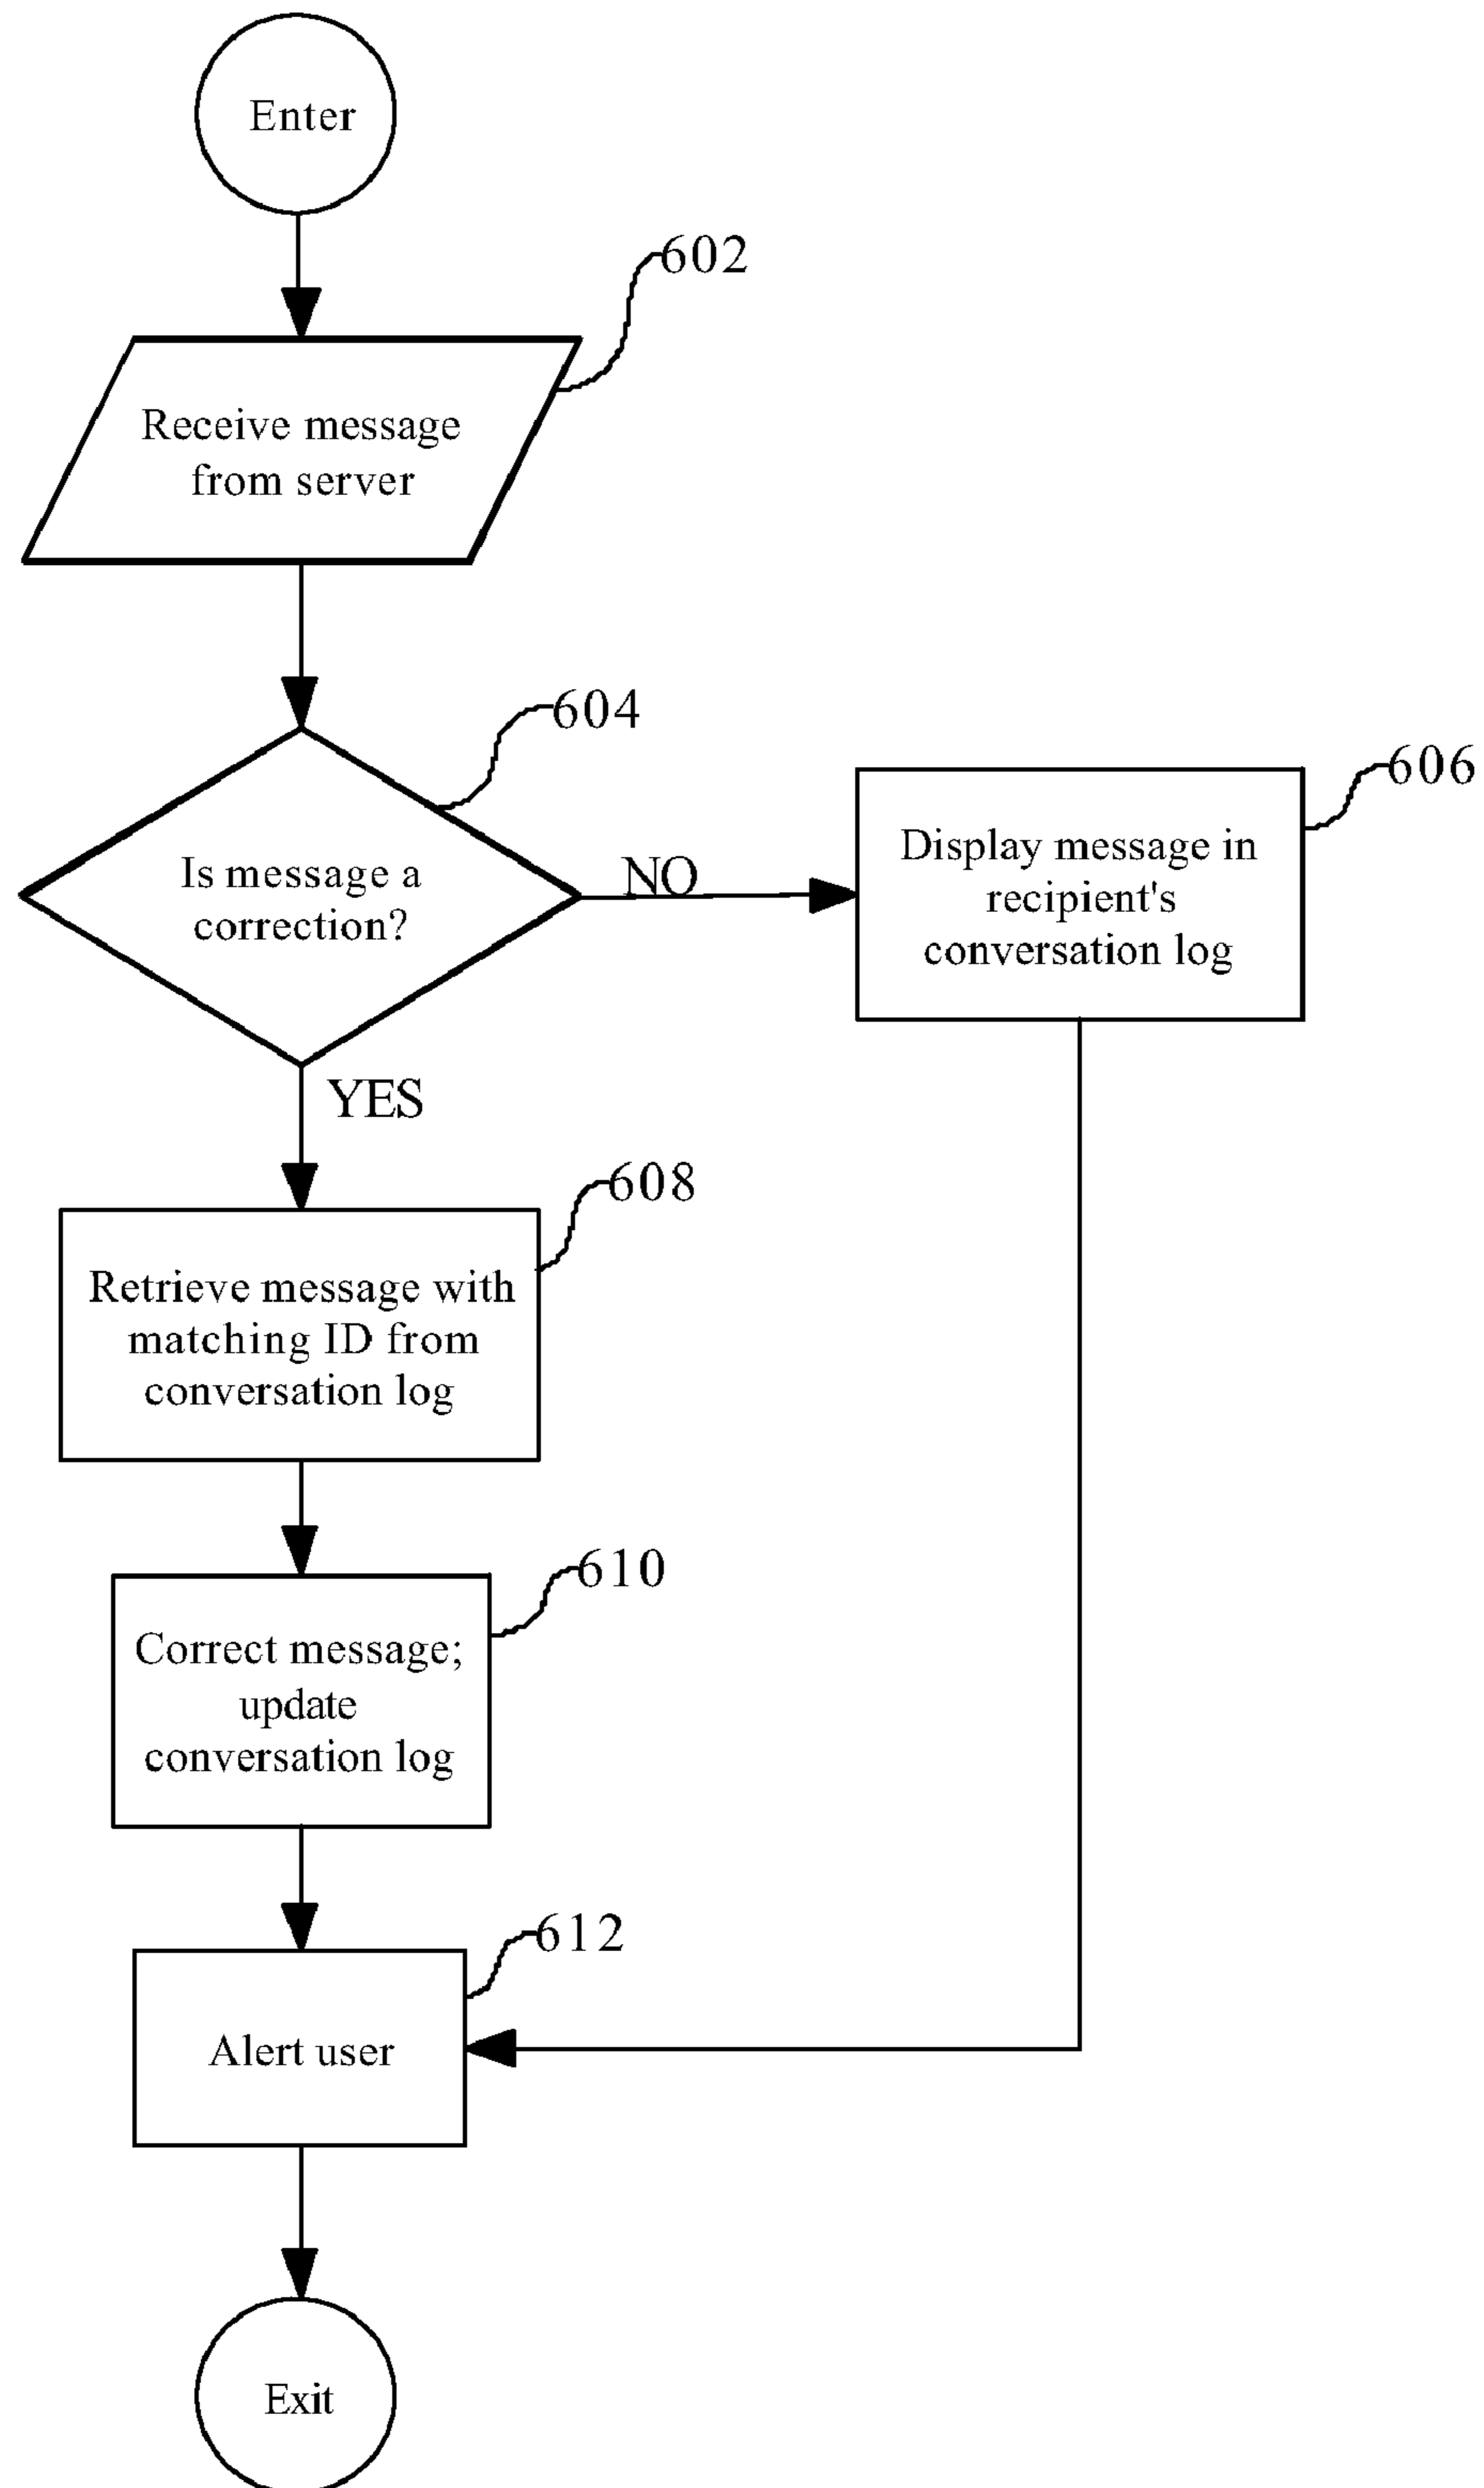 Enter
602
Receive message
from server
604
Is message a
correction?
NO
606
Display message in
recipient's
conversation log
YES
608
Retrieve message with
matching ID from
conversation log
610
Correct message;
update
conversation log
612
Alert user
Exit